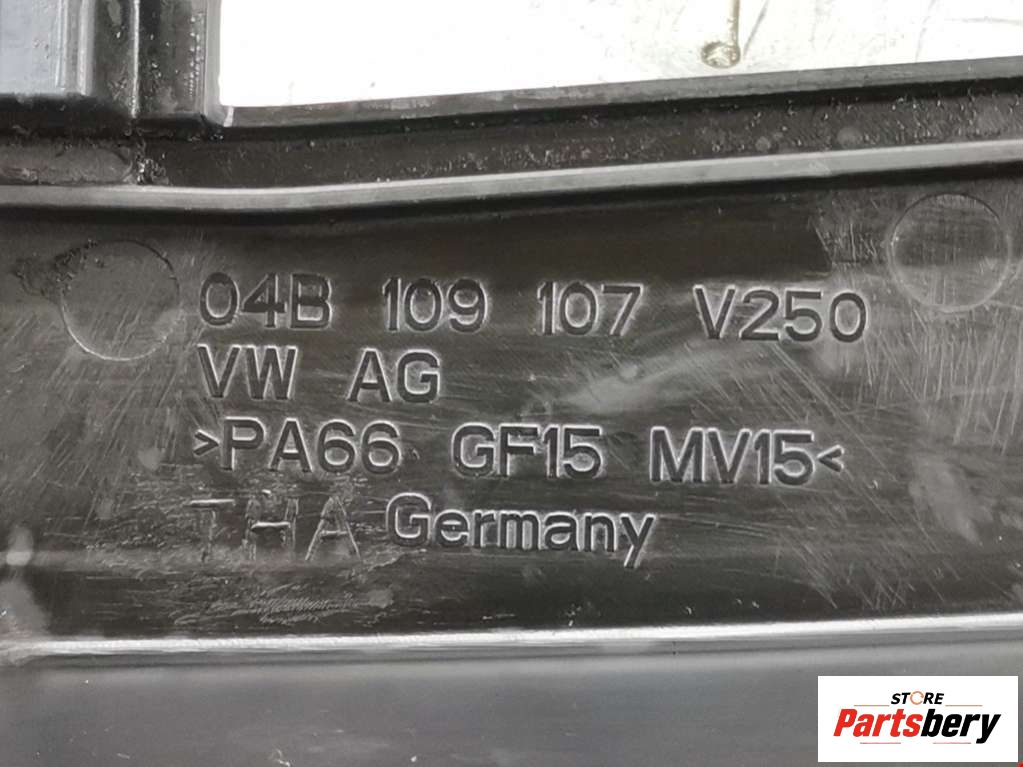 04B 109 107 V250
VW AG
>PA66 GF15 MV15<
THA Germany
STORE
Partsbery